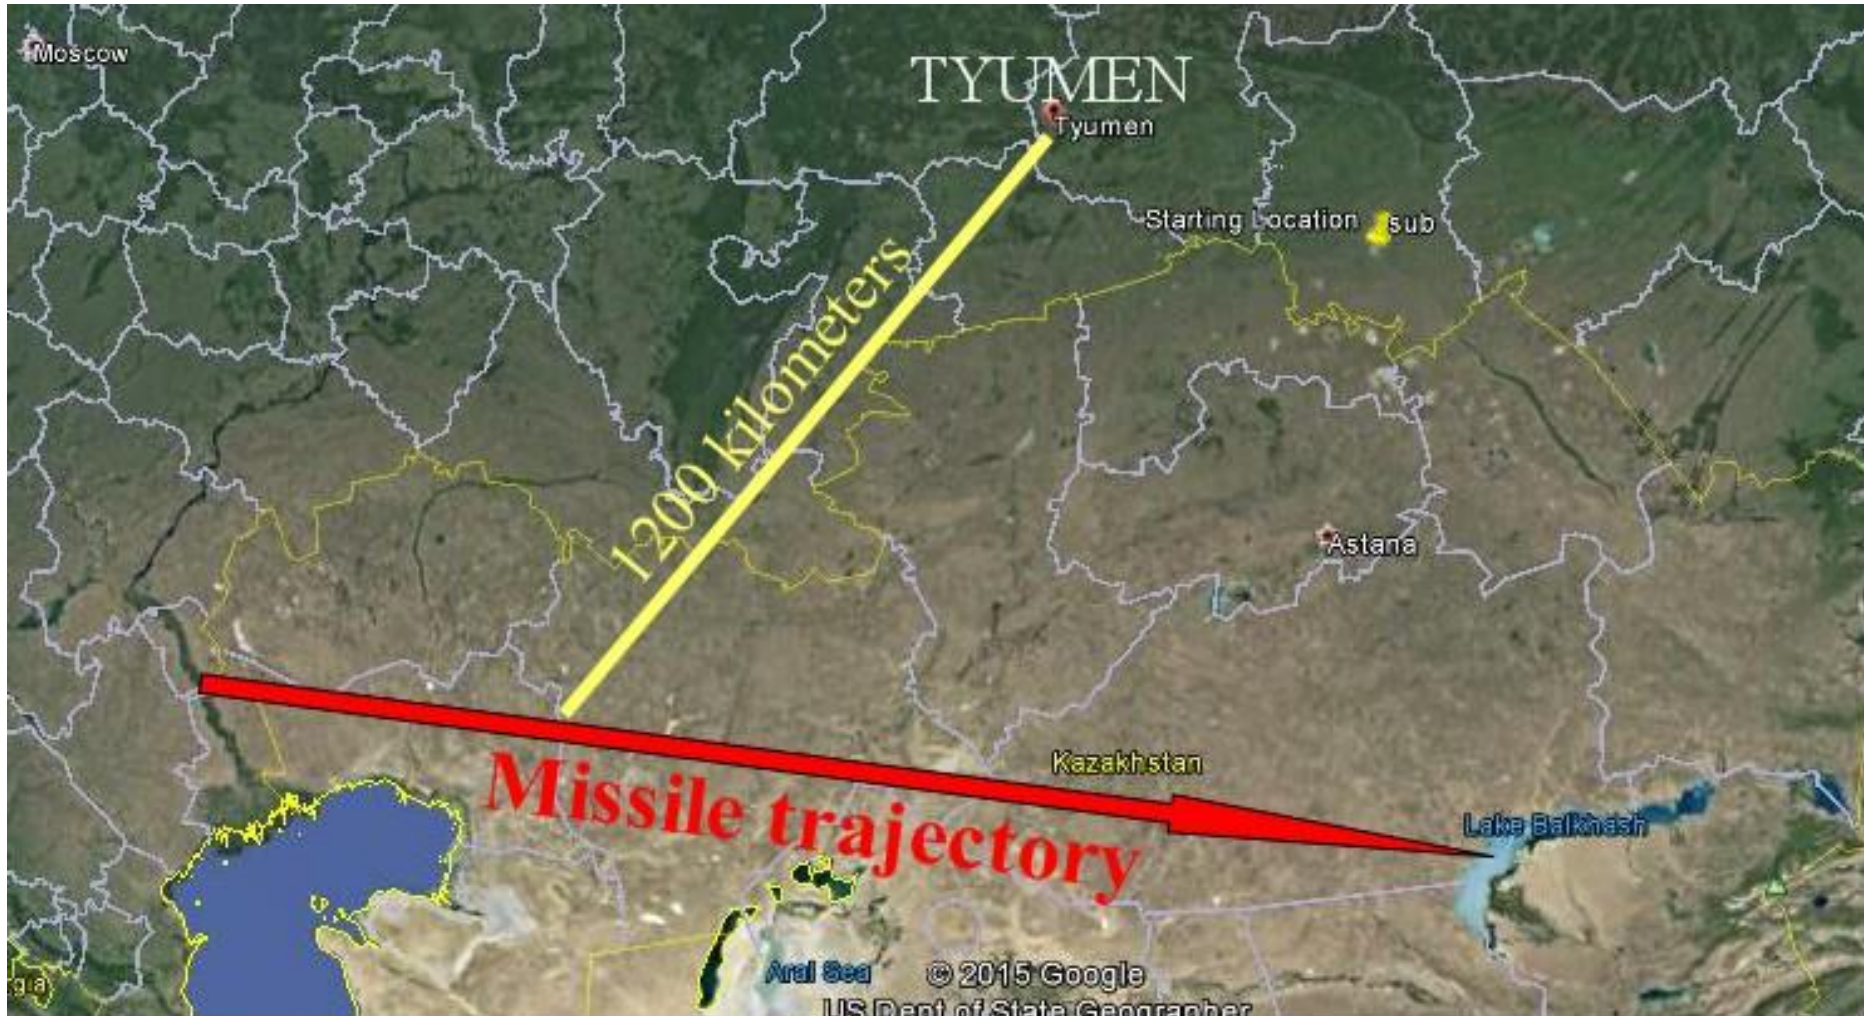 Moscow
TYUMEN
Tyumen
Starting Location
sub
1200 kilometers
Astana
Missile trajectory
Kazakhstan
Lake Balkhash
Aral Sea
gia
© 2015 Google
US Dept of State Geographer